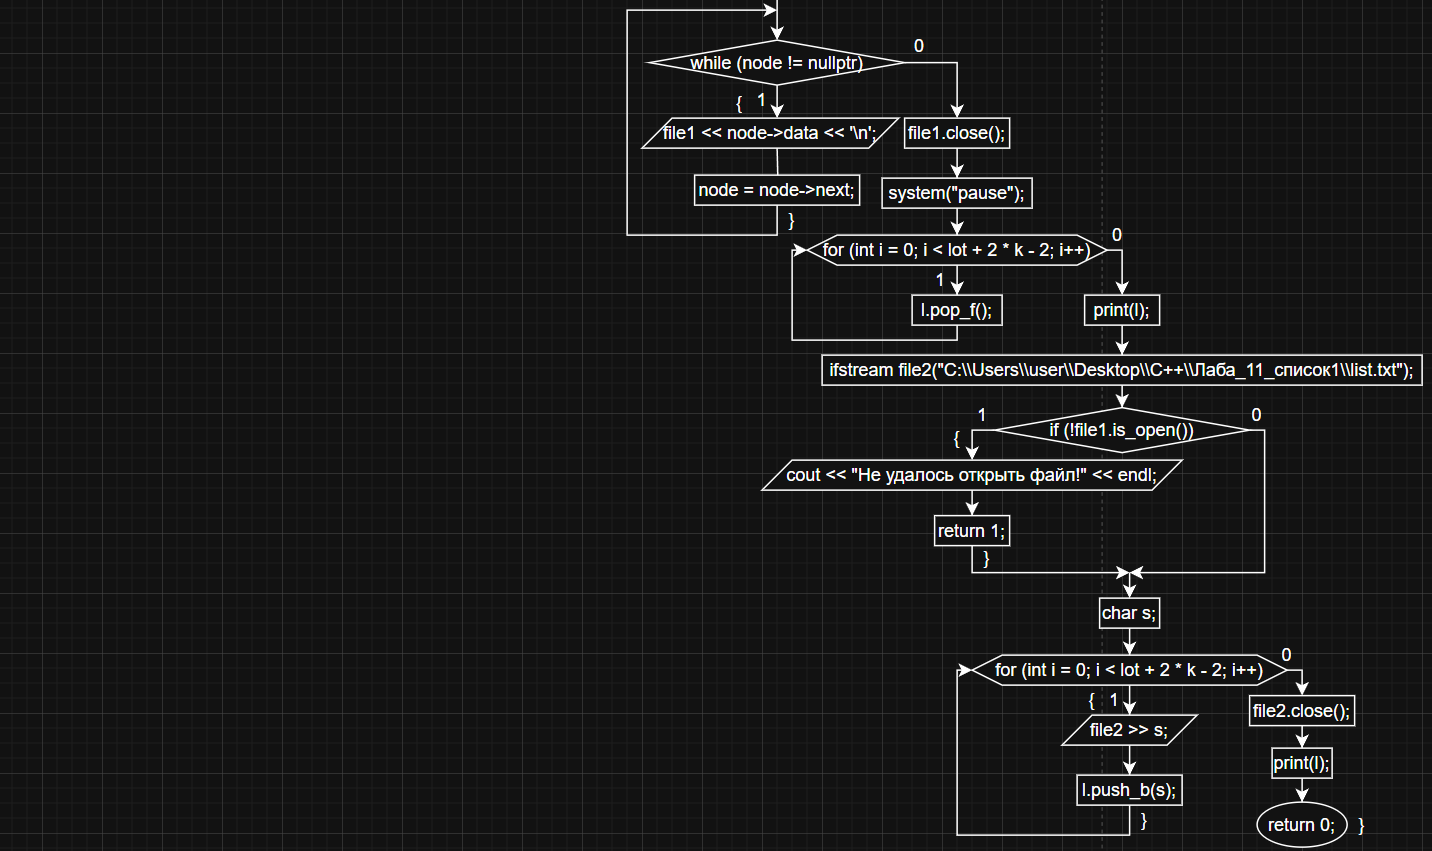 0
while (node != nullptr)
{ 1
file1 << node->data << '\n';
file1.close();
node = node->next;
system("pause");
}
0
for (int i = 0; i < lot + 2 * k - 2; i++)
1
l.pop_f();
print(l);
ifstream file2("C:\\Users\\user\\Desktop\\C++\\Лаба_11_список1\\list.txt");
1
0
if (!file1.is_open())
{
cout << "Не удалось открыть файл!" << endl;
return 1;
}
char s;
0
for (int i = 0; i < lot + 2 * k - 2; i++)
{ 1
file2.close();
file2 >> s;
print(l);
l.push_b(s);
}
return 0; }